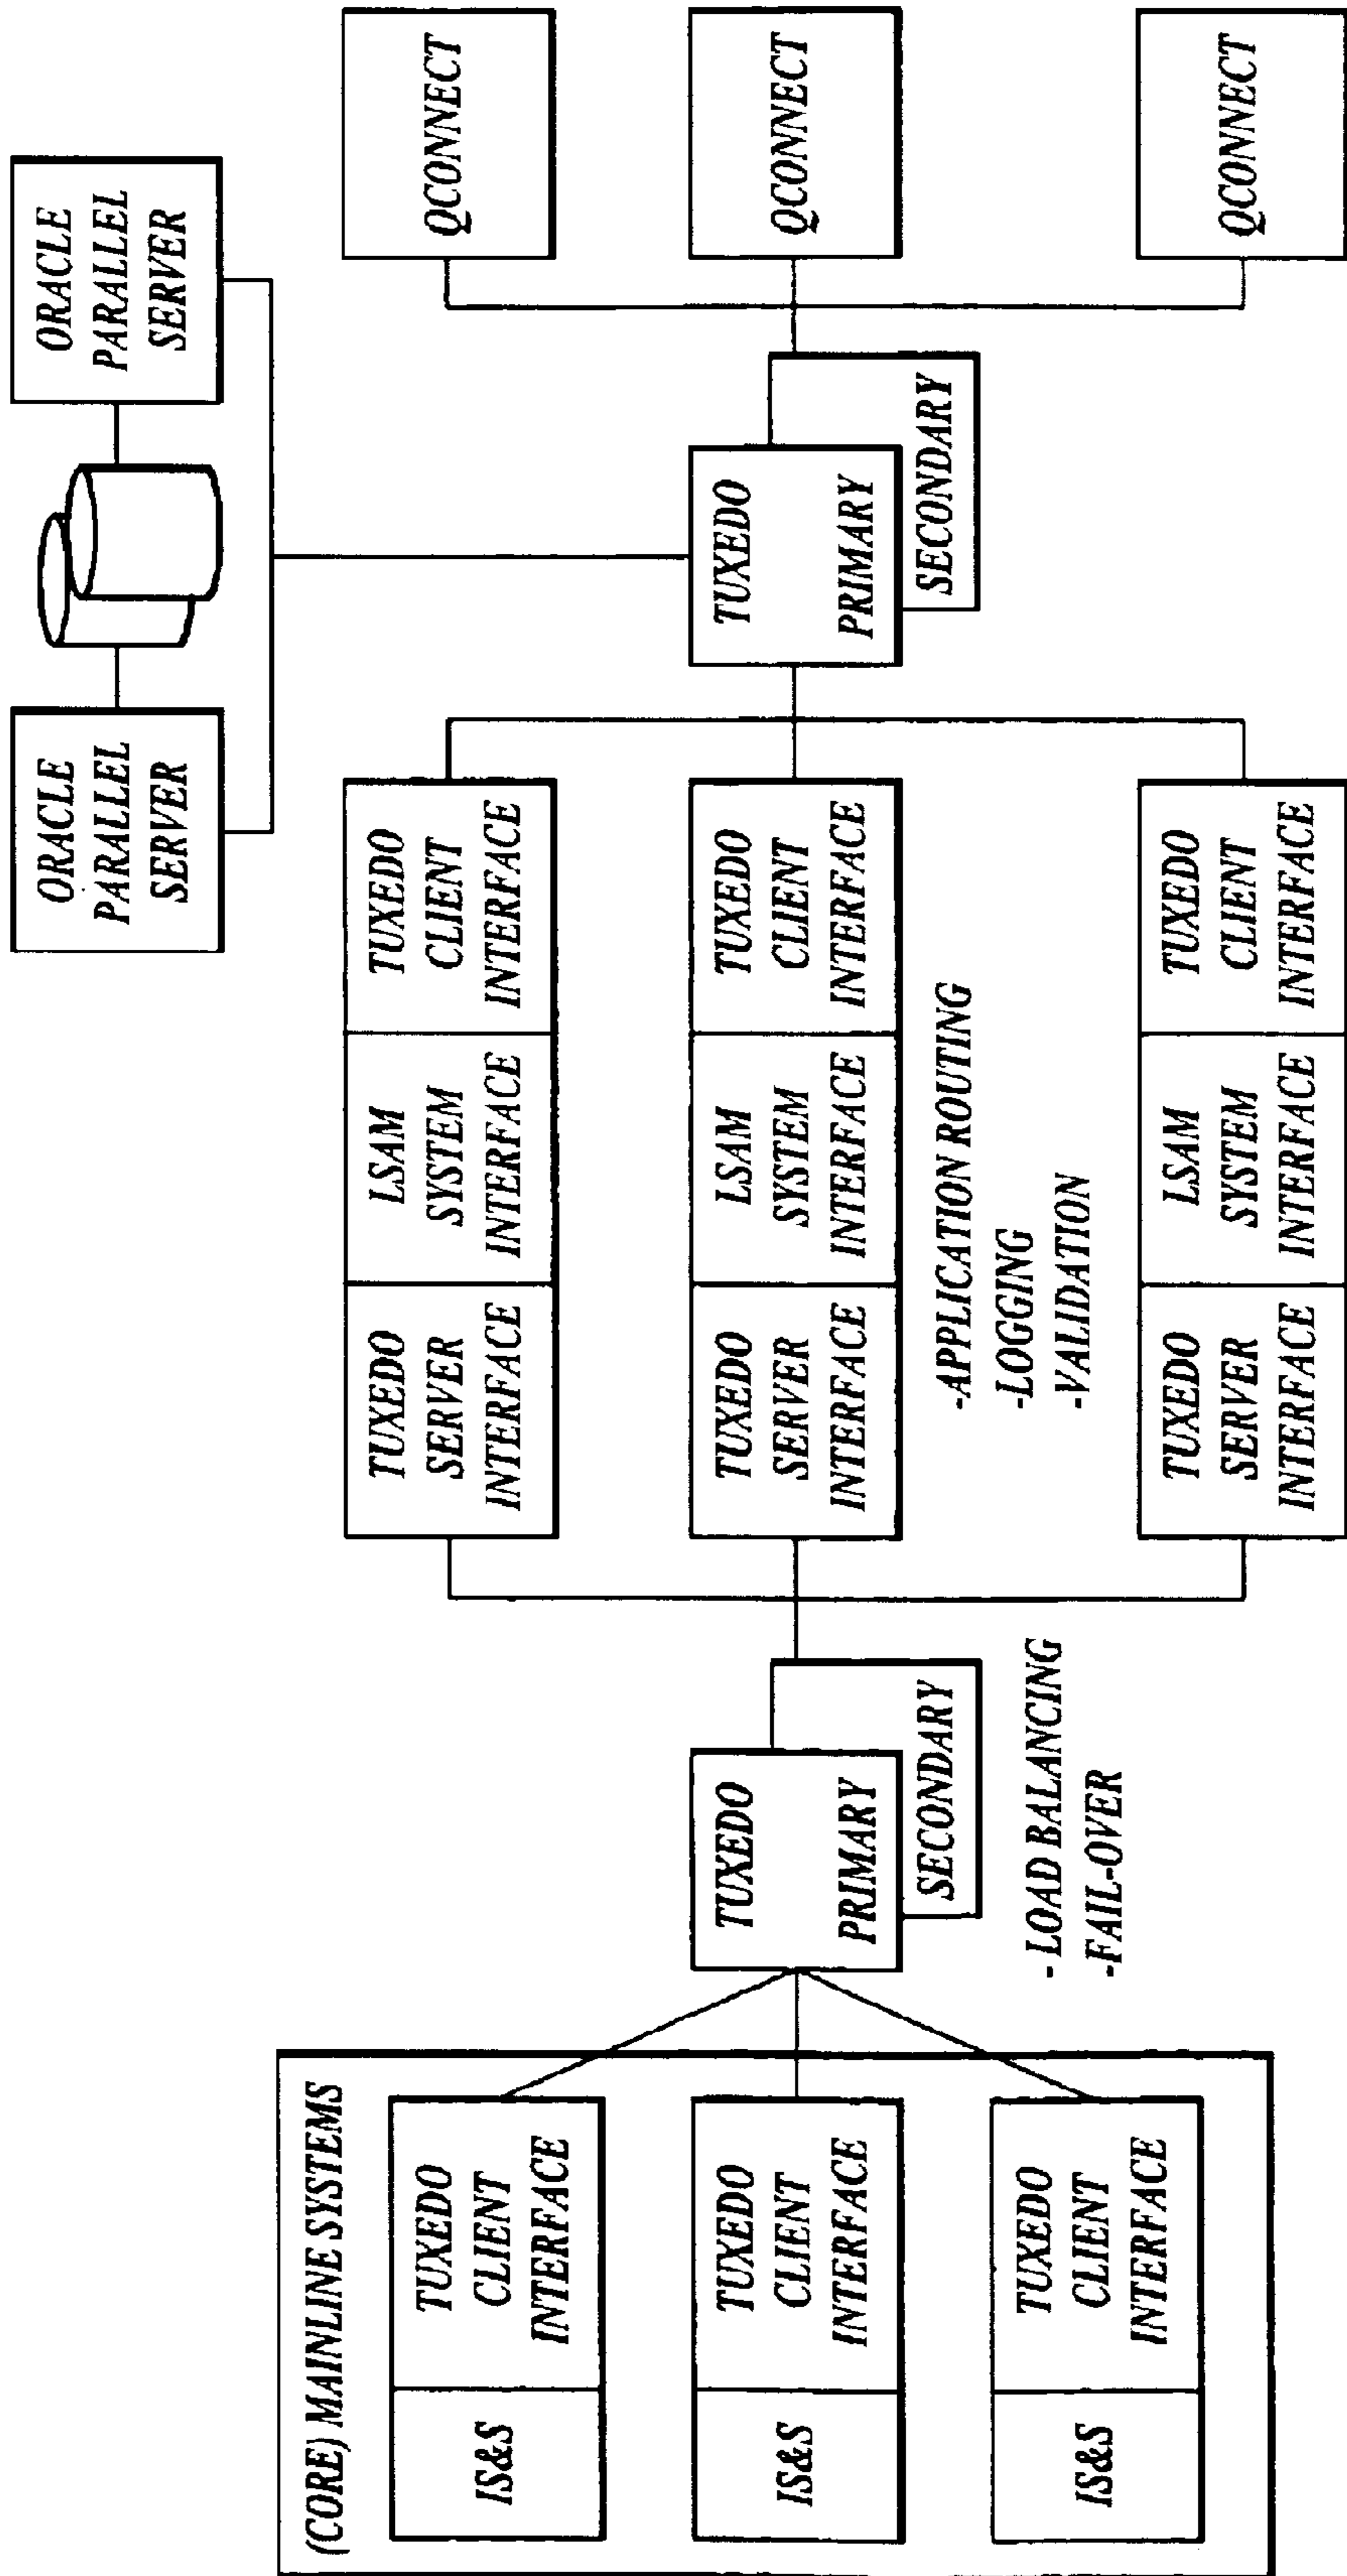 ORACLE
PARALLEL
SERVER
ORACLE
PARALLEL
SERVER
(CORE) MAINLINE SYSTEMS
IS&S
TUXEDO
CLIENT
INTERFACE
IS&S
TUXEDO
CLIENT
INTERFACE
IS&S
TUXEDO
CLIENT
INTERFACE
TUXEDO
PRIMARY
SECONDARY
- LOAD BALANCING
-FAIL-OVER
TUXEDO
SERVER
INTERFACE
LSAM
SYSTEM
INTERFACE
TUXEDO
CLIENT
INTERFACE
TUXEDO
SERVER
INTERFACE
LSAM
SYSTEM
INTERFACE
TUXEDO
CLIENT
INTERFACE
-APPLICATION ROUTING
-LOGGING
-VALIDATION
TUXEDO
SERVER
INTERFACE
LSAM
SYSTEM
INTERFACE
TUXEDO
CLIENT
INTERFACE
TUXEDO
PRIMARY
SECONDARY
QCONNECT
QCONNECT
QCONNECT